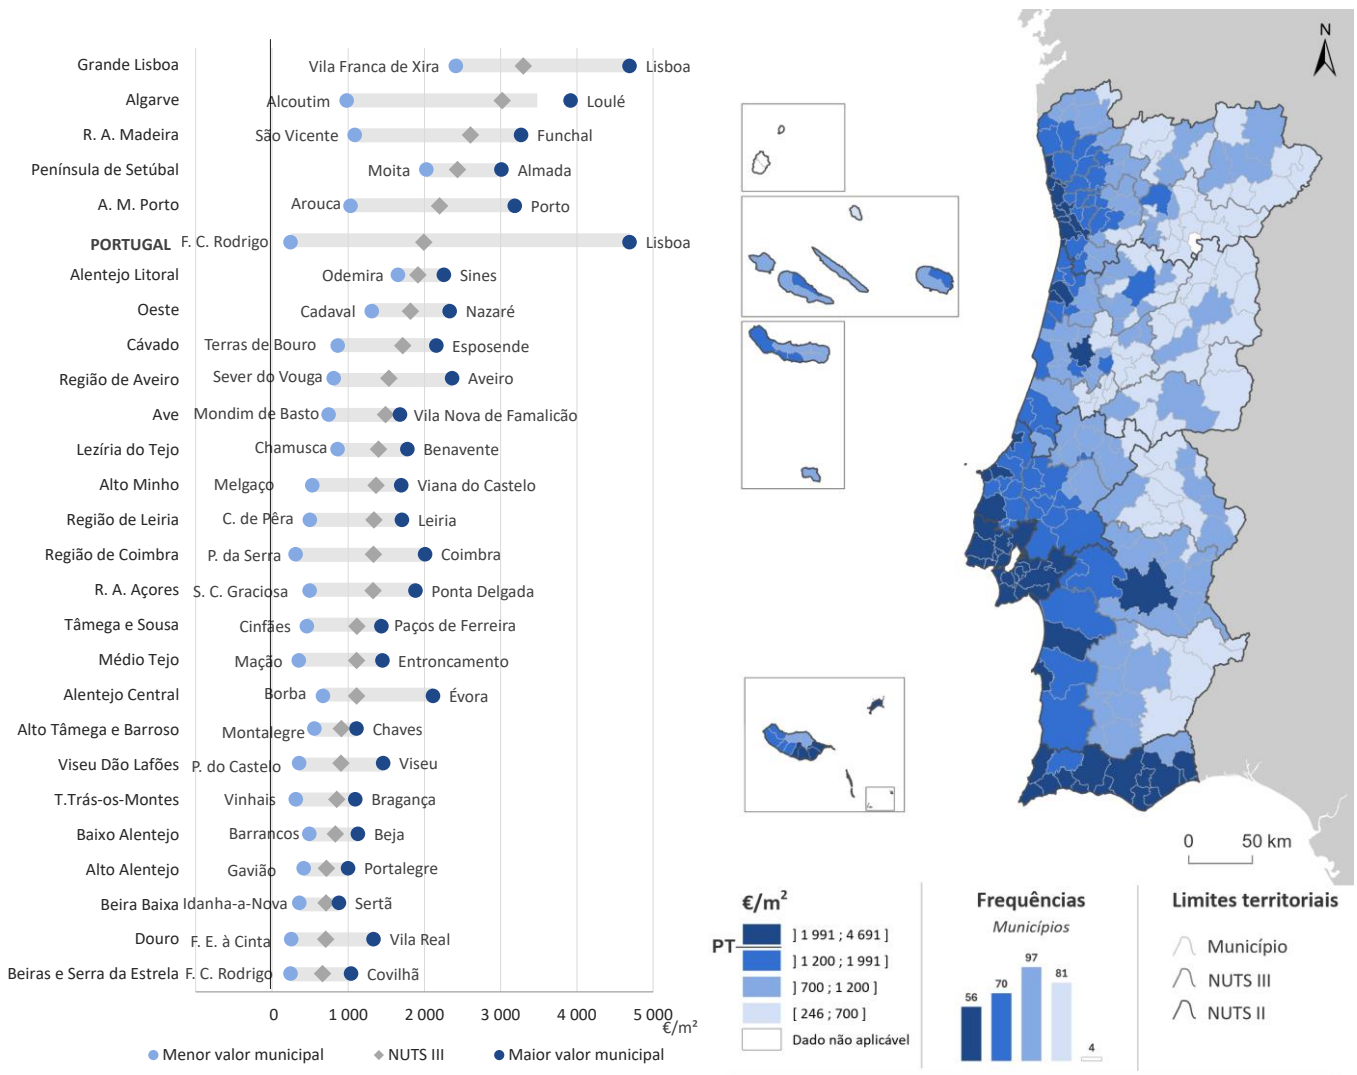 Grande Lisboa Vila Franca de Xira Lisboa
Algarve Alcoutim Loulé
R. A. Madeira São Vicente Funchal
Península de Setúbal Moita Almada
A. M. Porto Arouca Porto
PORTUGAL F. C. Rodrigo Lisboa
Alentejo Litoral Odemira Sines
Oeste Cadaval Nazaré
Cávado Terras de Bouro Esposende
Região de Aveiro Sever do Vouga Aveiro
Ave Mondim de Basto Vila Nova de Famalicão
Lezíria do Tejo Chamusca Benavente
Alto Minho Melgaço Viana do Castelo
Região de Leiria C. de Pêra Leiria
Região de Coimbra P. da Serra Coimbra
R. A. Açores S. C. Graciosa Ponta Delgada
Tâmega e Sousa Cinfães Paços de Ferreira
Médio Tejo Mação Entroncamento
Alentejo Central Borba Évora
Alto Tâmega e Barroso Montalegre Chaves
Viseu Dão Lafões P. do Castelo Viseu
T.Trás-os-Montes Vinhais Bragança
Baixo Alentejo Barrancos Beja
Alto Alentejo Gavião Portalegre
Beira Baixa Idanha-a-Nova Sertã
Douro F. E. à Cinta Vila Real
Beiras e Serra da Estrela F. C. Rodrigo Covilhã
0 1 000 2 000 3 000 4 000 5 000
€/m²
Menor valor municipal NUTS III Maior valor municipal
N
0 50 km
€/m²
PT
] 1 991 ; 4 691 ]
] 1 200 ; 1 991 ]
] 700 ; 1 200 ]
[ 246 ; 700 ]
Dado não aplicável
Frequências
Municípios
56 70 97 81 4
Limites territoriais
Município
NUTS III
NUTS II